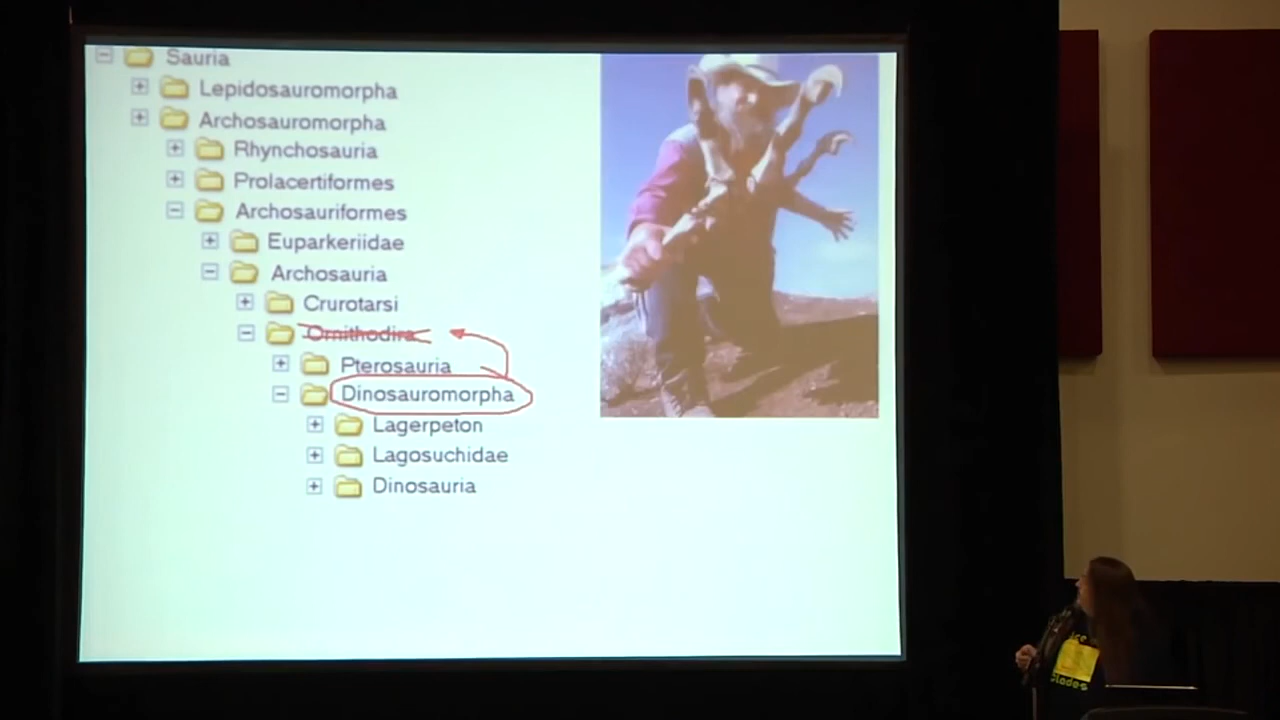 Sauria
Lepidosauromorpha
Archosauromorpha
Rhynchosauria
Prolacertiformes
Archosauriformes
Euparkeriidae
Archosauria
Crurotarsi
Ornithodira
Pterosauria
Dinosauromorpha
Lagerpeton
Lagosuchidae
Dinosauria